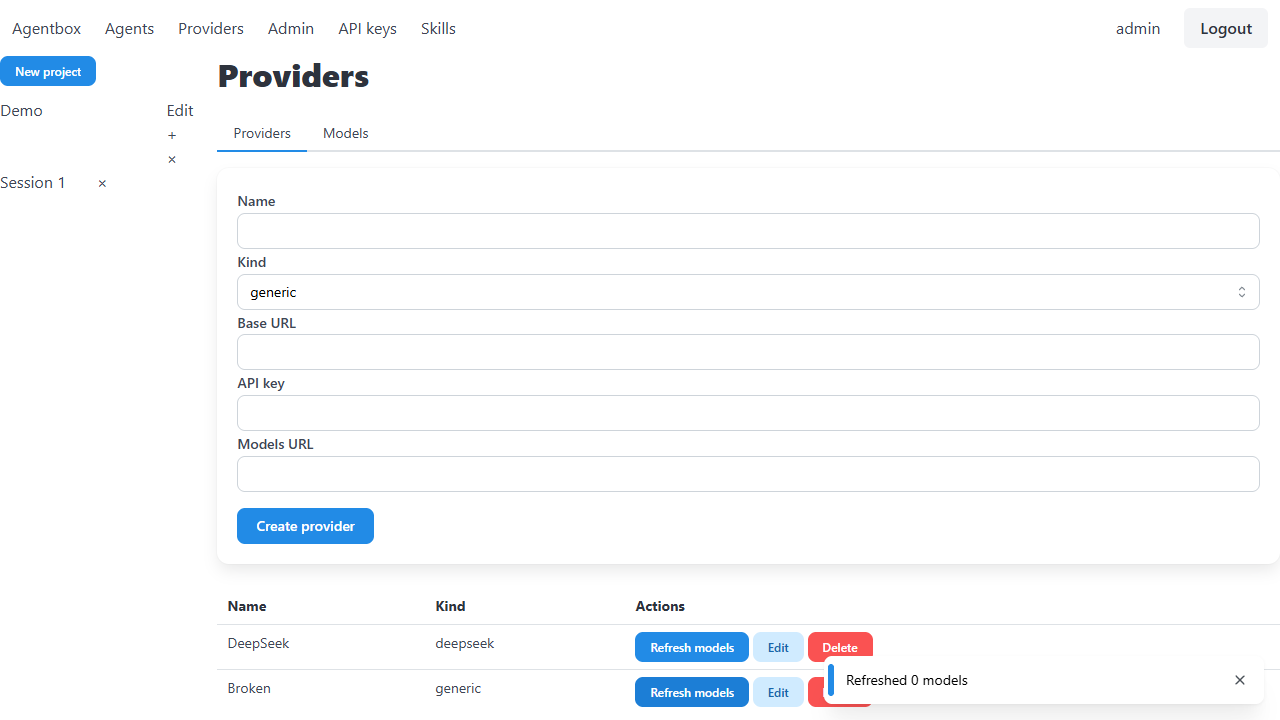 Agentbox Agents Providers Admin API keys Skills admin Logout
New project
Providers
Demo Edit
+
×
Session 1 ×
Providers Models
Name
Kind
generic
Base URL
API key
Models URL
Create provider
Name Kind Actions
DeepSeek deepseek Refresh models Edit Delete
Broken generic Refresh models Edit
Refreshed 0 models ×